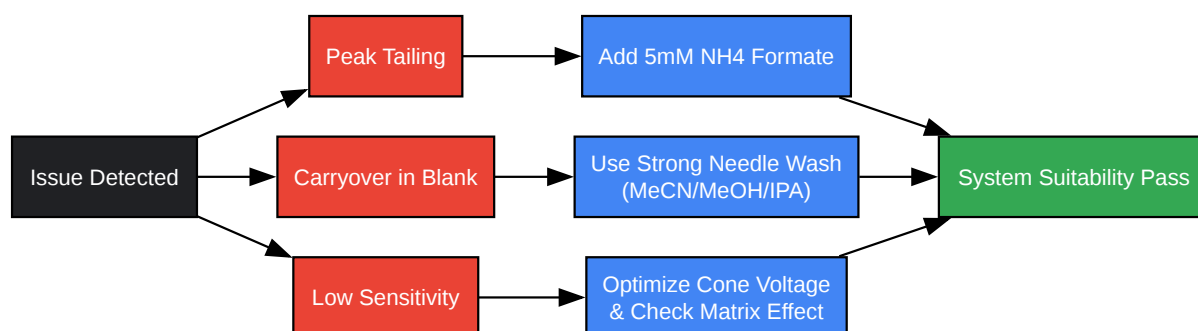 Peak Tailing
Add 5mM NH4 Formate
Issue Detected
Carryover in Blank
Use Strong Needle Wash
(MeCN/MeOH/IPA)
System Suitability Pass
Low Sensitivity
Optimize Cone Voltage
& Check Matrix Effect